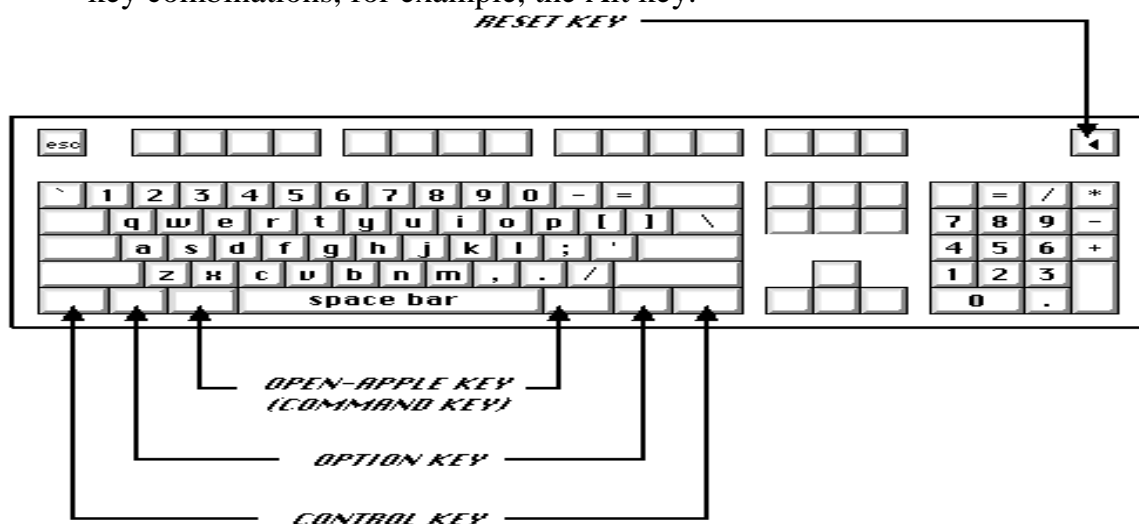 key combinations, for example, the Alt key.
RESET KEY
esc
` 1 2 3 4 5 6 7 8 9 0 - = = / *
q w e r t y u i o p [ ] \ 7 8 9 -
a s d f g h j k l ; ' 4 5 6 +
z x c v b n m , . / 1 2 3
space bar 0 .
OPEN-APPLE KEY
(COMMAND KEY)
OPTION KEY
CONTROL KEY